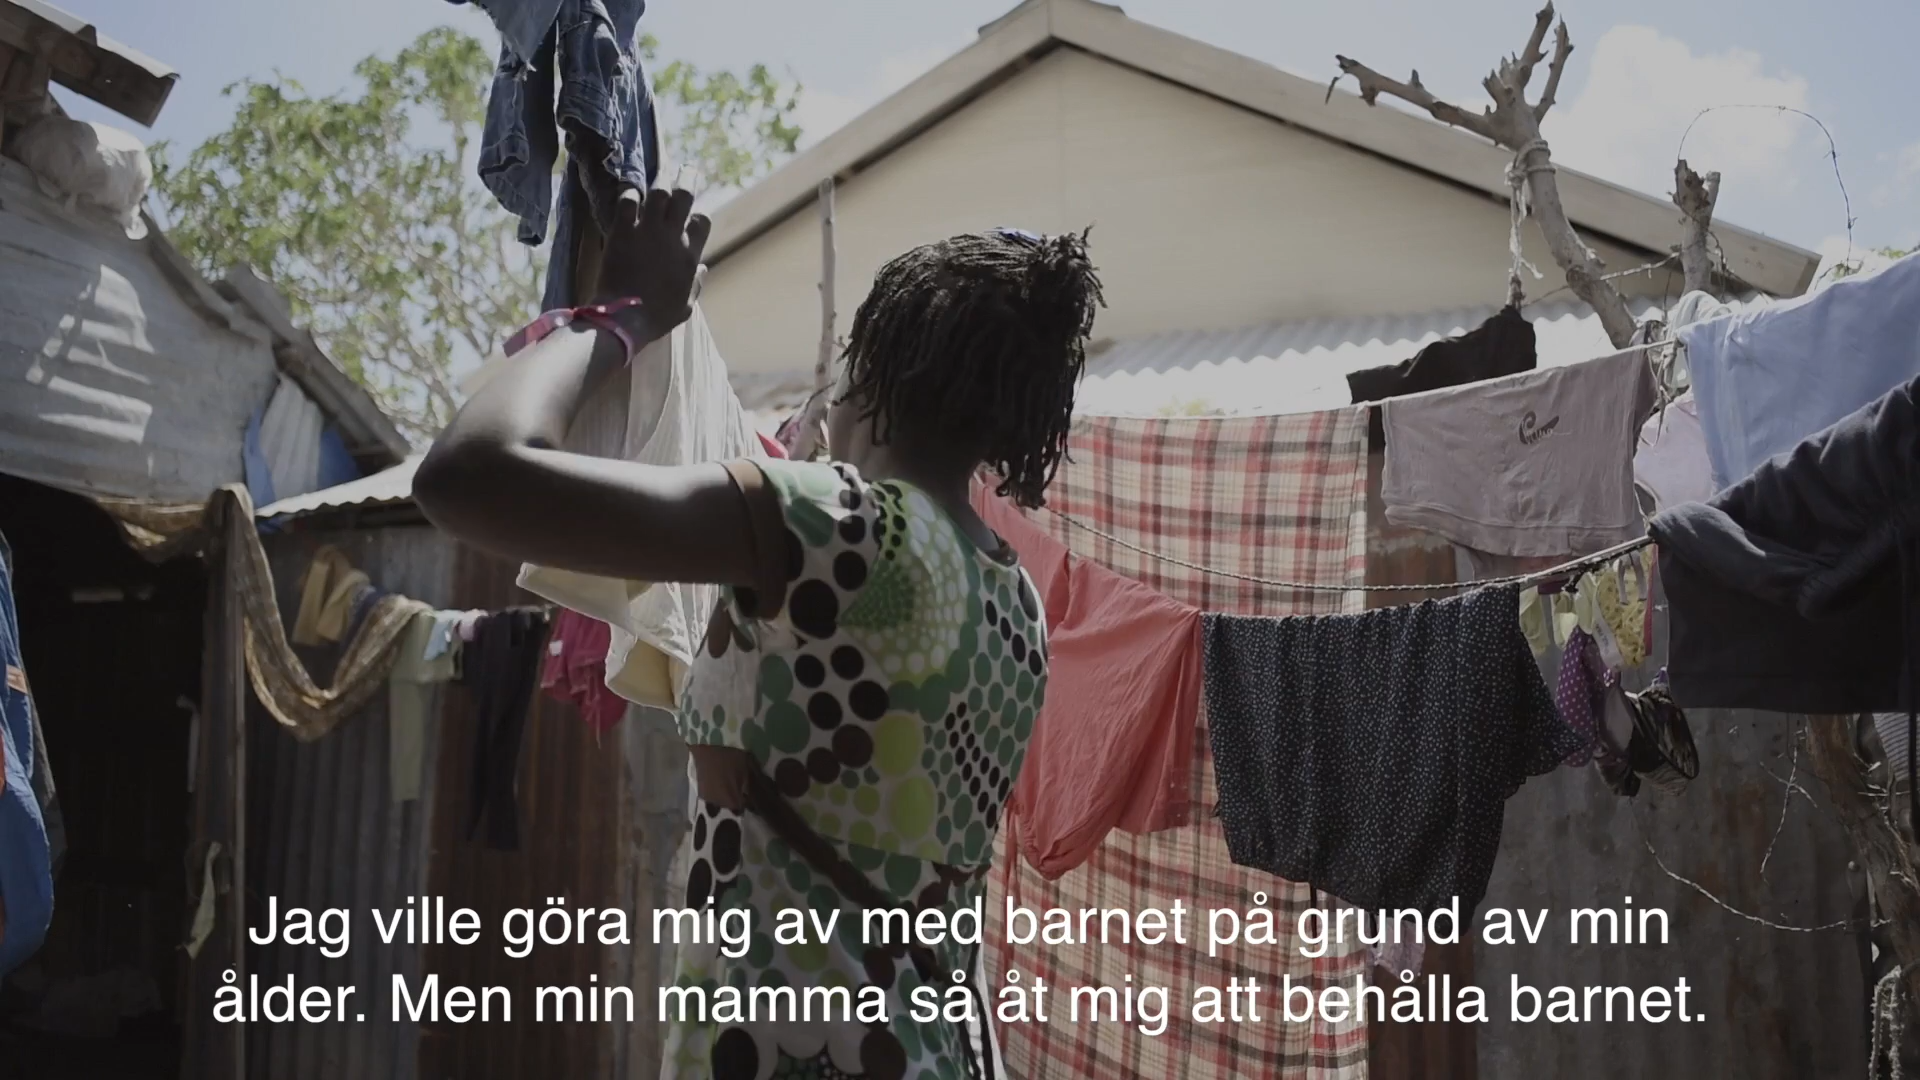 Jag ville göra mig av med barnet på grund av min
ålder. Men min mamma så åt mig att behålla barnet.